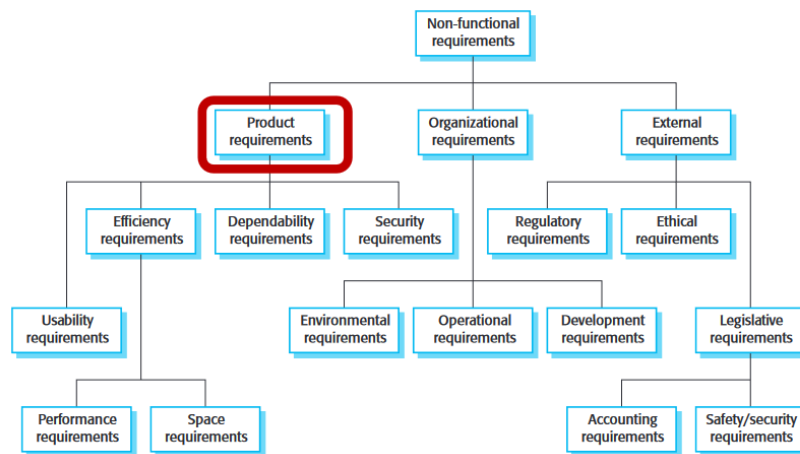 Non-functional
requirements
Product
requirements
Organizational
requirements
External
requirements
Efficiency
requirements
Dependability
requirements
Security
requirements
Regulatory
requirements
Ethical
requirements
Usability
requirements
Environmental
requirements
Operational
requirements
Development
requirements
Legislative
requirements
Performance
requirements
Space
requirements
Accounting
requirements
Safety/security
requirements